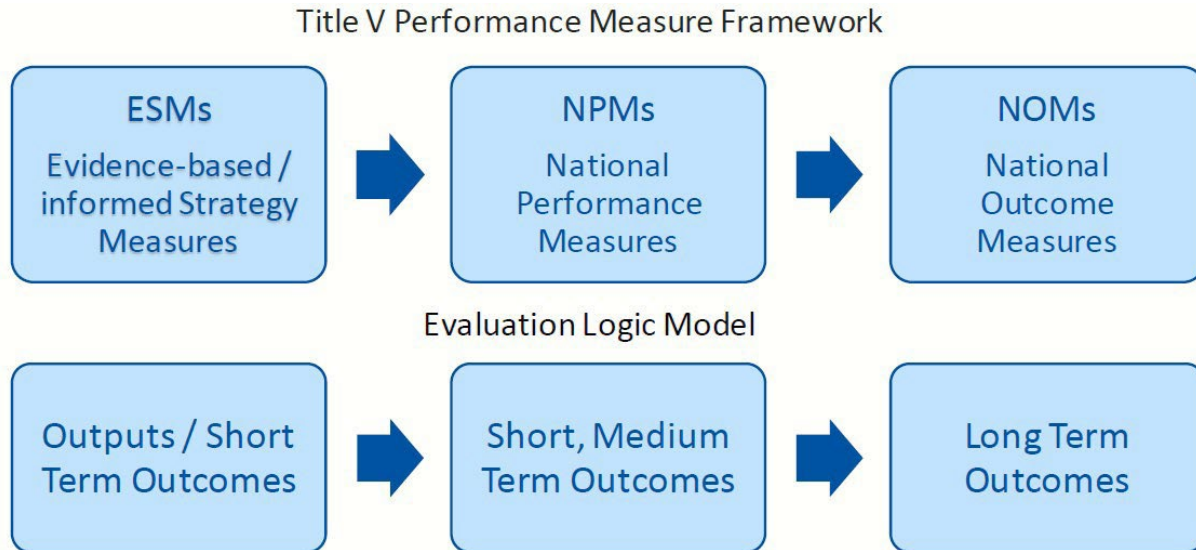 Title V Performance Measure Framework
ESMs
Evidence-based /
informed Strategy
Measures
NPMs
National
Performance
Measures
NOMs
National
Outcome
Measures
Evaluation Logic Model
Outputs / Short
Term Outcomes
Short, Medium
Term Outcomes
Long Term
Outcomes